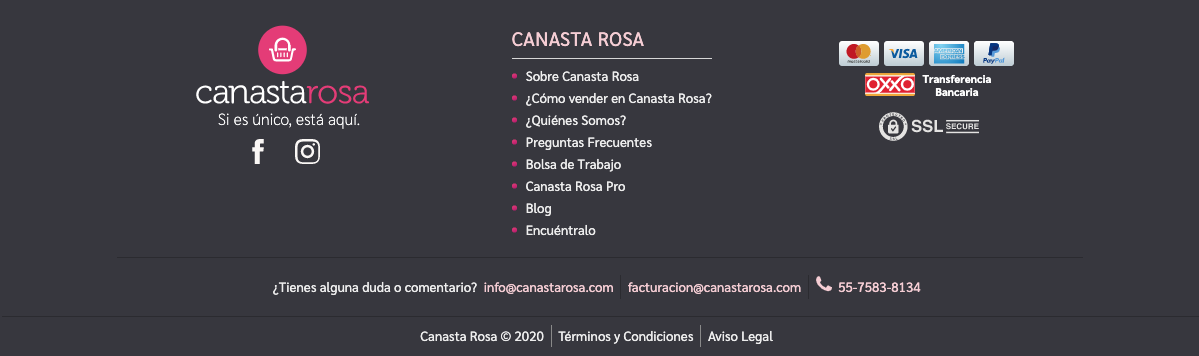 canastarosa
Si es único, está aquí.
CANASTA ROSA
Sobre Canasta Rosa
¿Cómo vender en Canasta Rosa?
¿Quiénes Somos?
Preguntas Frecuentes
Bolsa de Trabajo
Canasta Rosa Pro
Blog
Encuéntralo
mastercard VISA AMERICAN EXPRESS PayPal
OXXO Transferencia
Bancaria
SSL SECURE
¿Tienes alguna duda o comentario? info@canastarosa.com facturacion@canastarosa.com 55-7583-8134
Canasta Rosa © 2020 Términos y Condiciones Aviso Legal